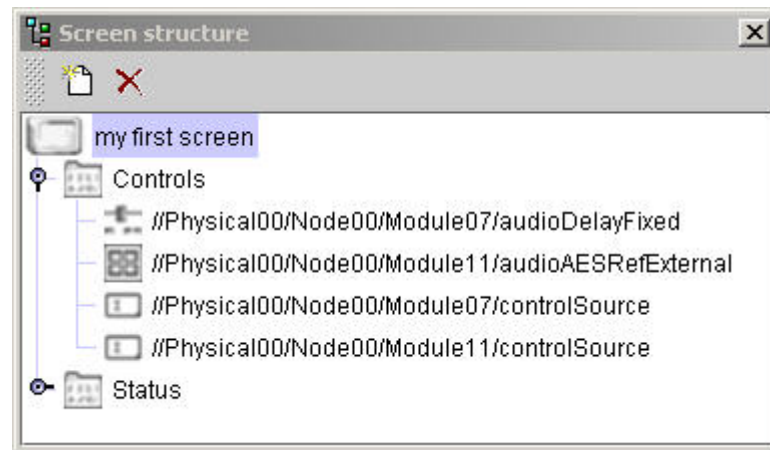 Screen structure
my first screen
Controls
//Physical00/Node00/Module07/audioDelayFixed
//Physical00/Node00/Module11/audioAESRefExternal
//Physical00/Node00/Module07/controlSource
//Physical00/Node00/Module11/controlSource
Status